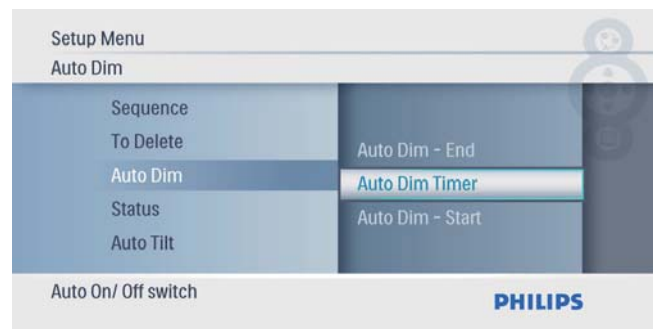 Setup Menu
Auto Dim
Sequence
To Delete
Auto Dim
Status
Auto Tilt
Auto Dim - End
Auto Dim Timer
Auto Dim - Start
Auto On/ Off switch
PHILIPS